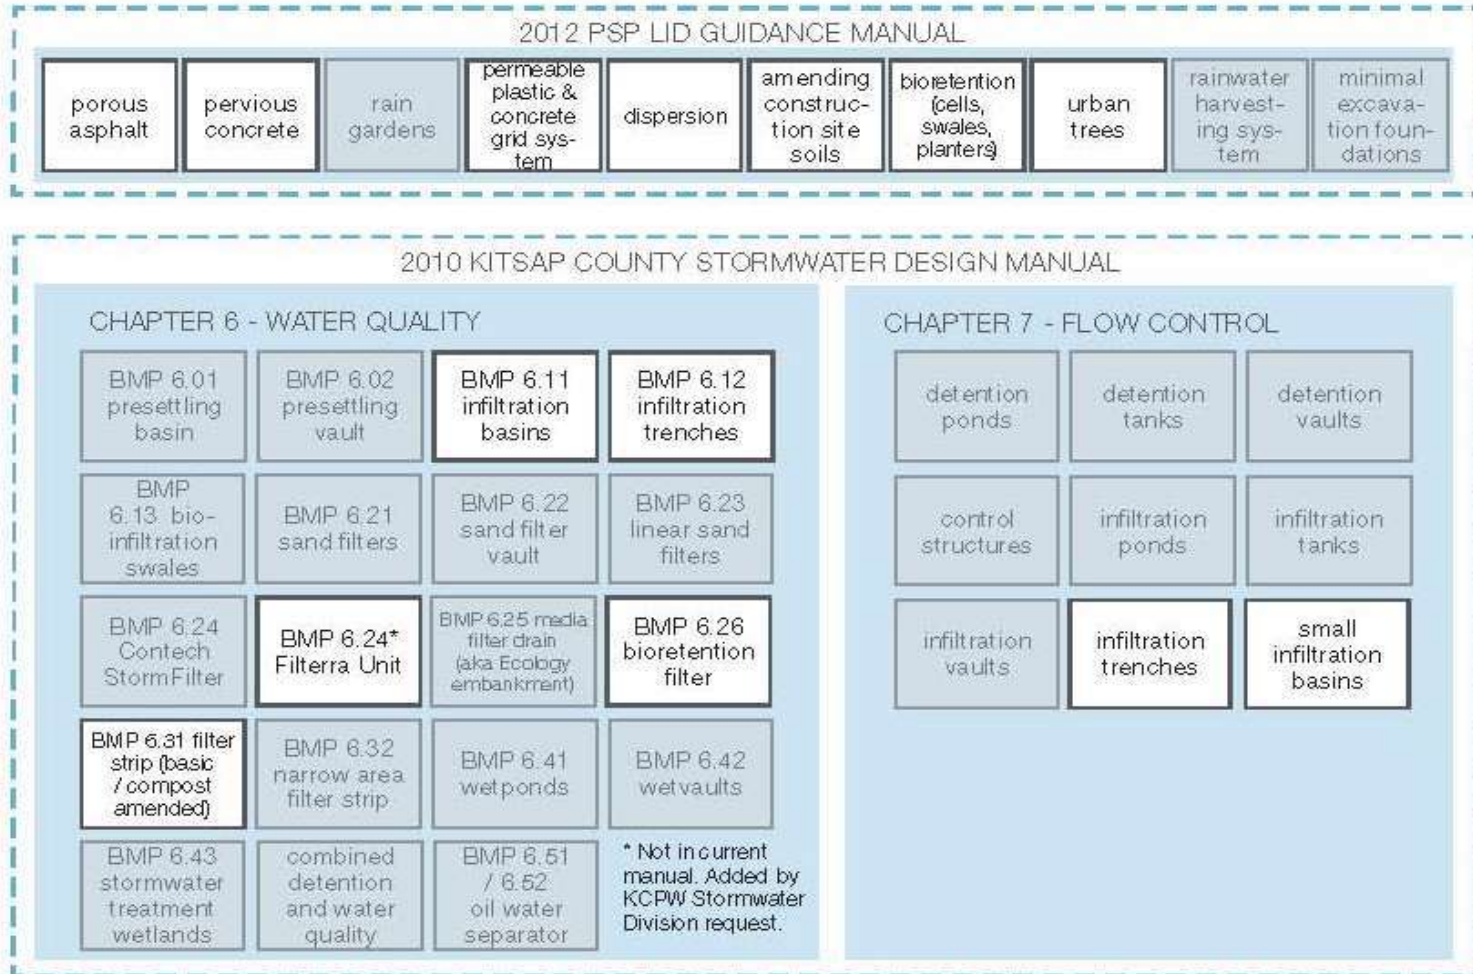 2012 PSP LID GUIDANCE MANUAL
porous
asphalt
pervious
concrete
rain
gardens
permeable
plastic &
concrete
grid sys-
tem
dispersion
amending
construc-
tion site
soils
bioretention
(cells,
swales,
planters)
urban
trees
rainwater
harvest-
ing sys-
tem
minimal
excava-
tion foun-
dations
2010 KITSAP COUNTY STORMWATER DESIGN MANUAL
CHAPTER 6 - WATER QUALITY
BMP 6.01
presettling
basin
BMP 6.02
presettling
vault
BMP 6.11
infiltration
basins
BMP 6.12
infiltration
trenches
BMP
6.13 bio-
infiltration
swales
BMP 6.21
sand filters
BMP 6.22
sand filter
vault
BMP 6.23
linear sand
filters
BMP 6.24
Contech
StormFilter
BMP 6.24*
Filterra Unit
BMP 6.25 media
filter drain
(aka Ecology
embankment)
BMP 6.26
bioretention
filter
BMP 6.31 filter
strip (basic
/ compost
amended)
BMP 6.32
narrow area
filter strip
BMP 6.41
wetponds
BMP 6.42
wetvaults
BMP 6.43
stormwater
treatment
wetlands
combined
detention
and water
quality
BMP 6.51
/ 6.52
oil water
separator
* Not in current
manual. Added by
KCPW Stormwater
Division request.
CHAPTER 7 - FLOW CONTROL
detention
ponds
detention
tanks
detention
vaults
control
structures
infiltration
ponds
infiltration
tanks
infiltration
vaults
infiltration
trenches
small
infiltration
basins